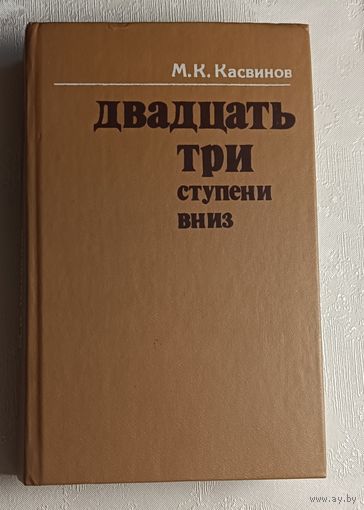 М. К. Касвинов
двадцать
три
ступени
вниз
www.ay.by